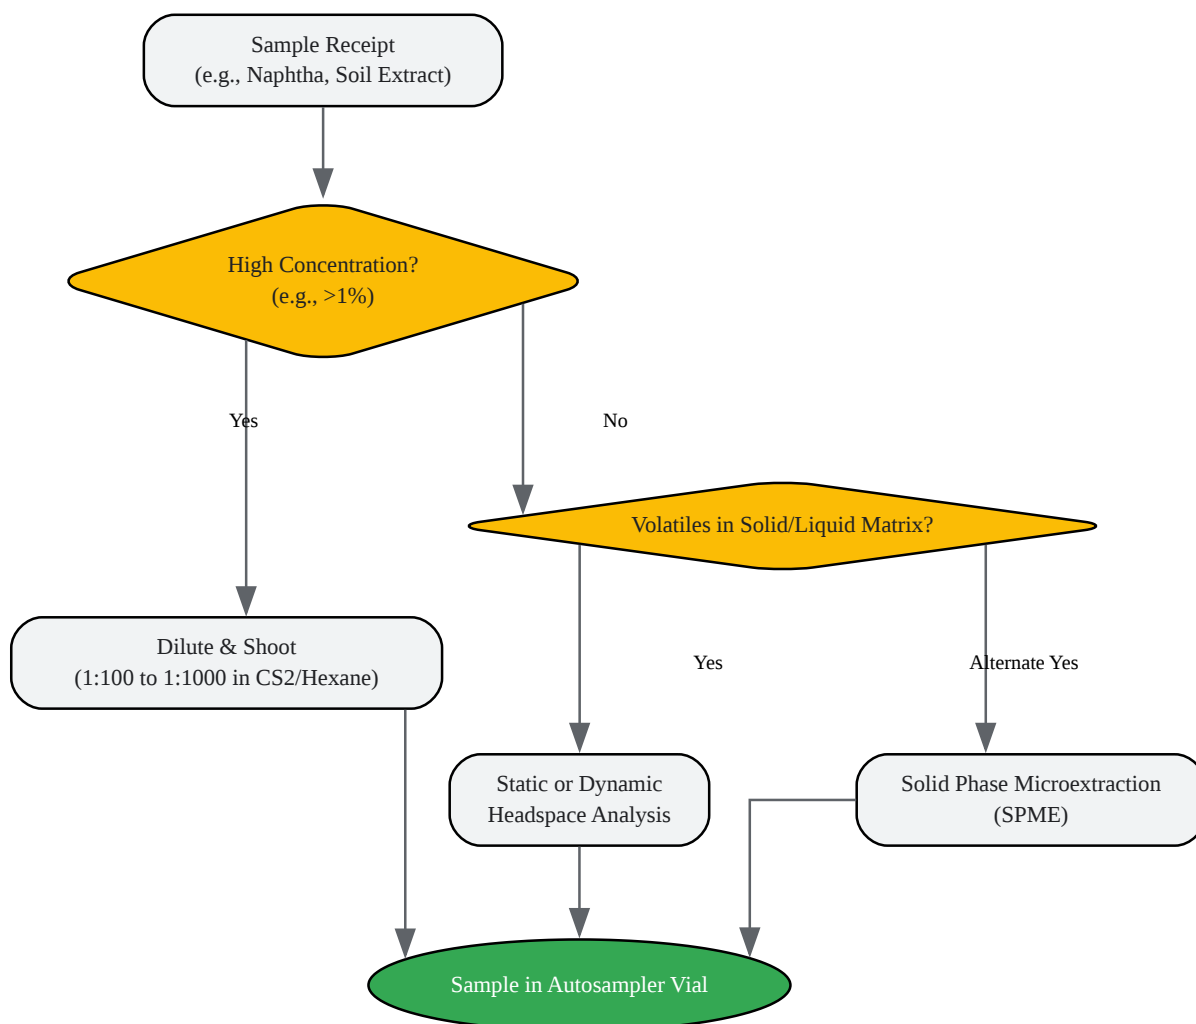 Sample Receipt
(e.g., Naphtha, Soil Extract)
High Concentration?
(e.g., >1%)
Yes
No
Volatiles in Solid/Liquid Matrix?
Dilute & Shoot
(1:100 to 1:1000 in CS2/Hexane)
Yes
Alternate Yes
Static or Dynamic
Headspace Analysis
Solid Phase Microextraction
(SPME)
Sample in Autosampler Vial